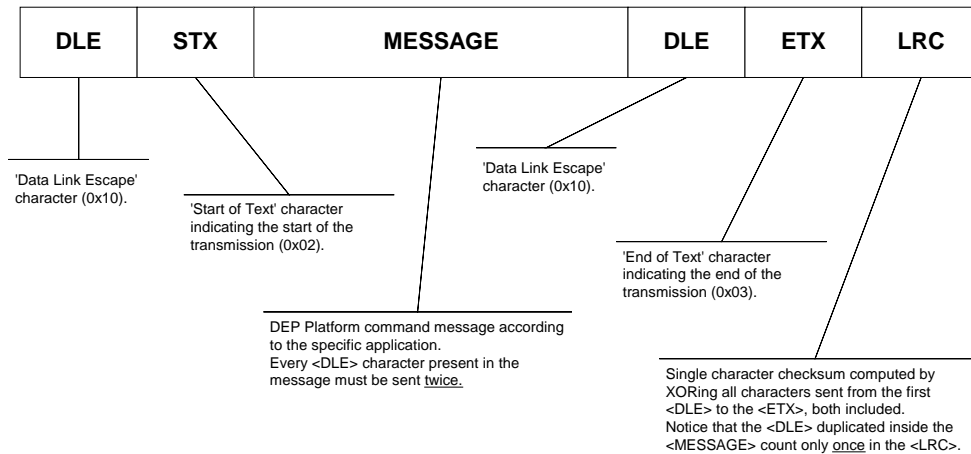 DLE STX MESSAGE DLE ETX LRC
'Data Link Escape'
character (0x10).
'Start of Text' character
indicating the start of the
transmission (0x02).
DEP Platform command message according
to the specific application.
Every <DLE> character present in the
message must be sent twice.
'Data Link Escape'
character (0x10).
'End of Text' character
indicating the end of the
transmission (0x03).
Single character checksum computed by
XORing all characters sent from the first
<DLE> to the <ETX>, both included.
Notice that the <DLE> duplicated inside the
<MESSAGE> count only once in the <LRC>.